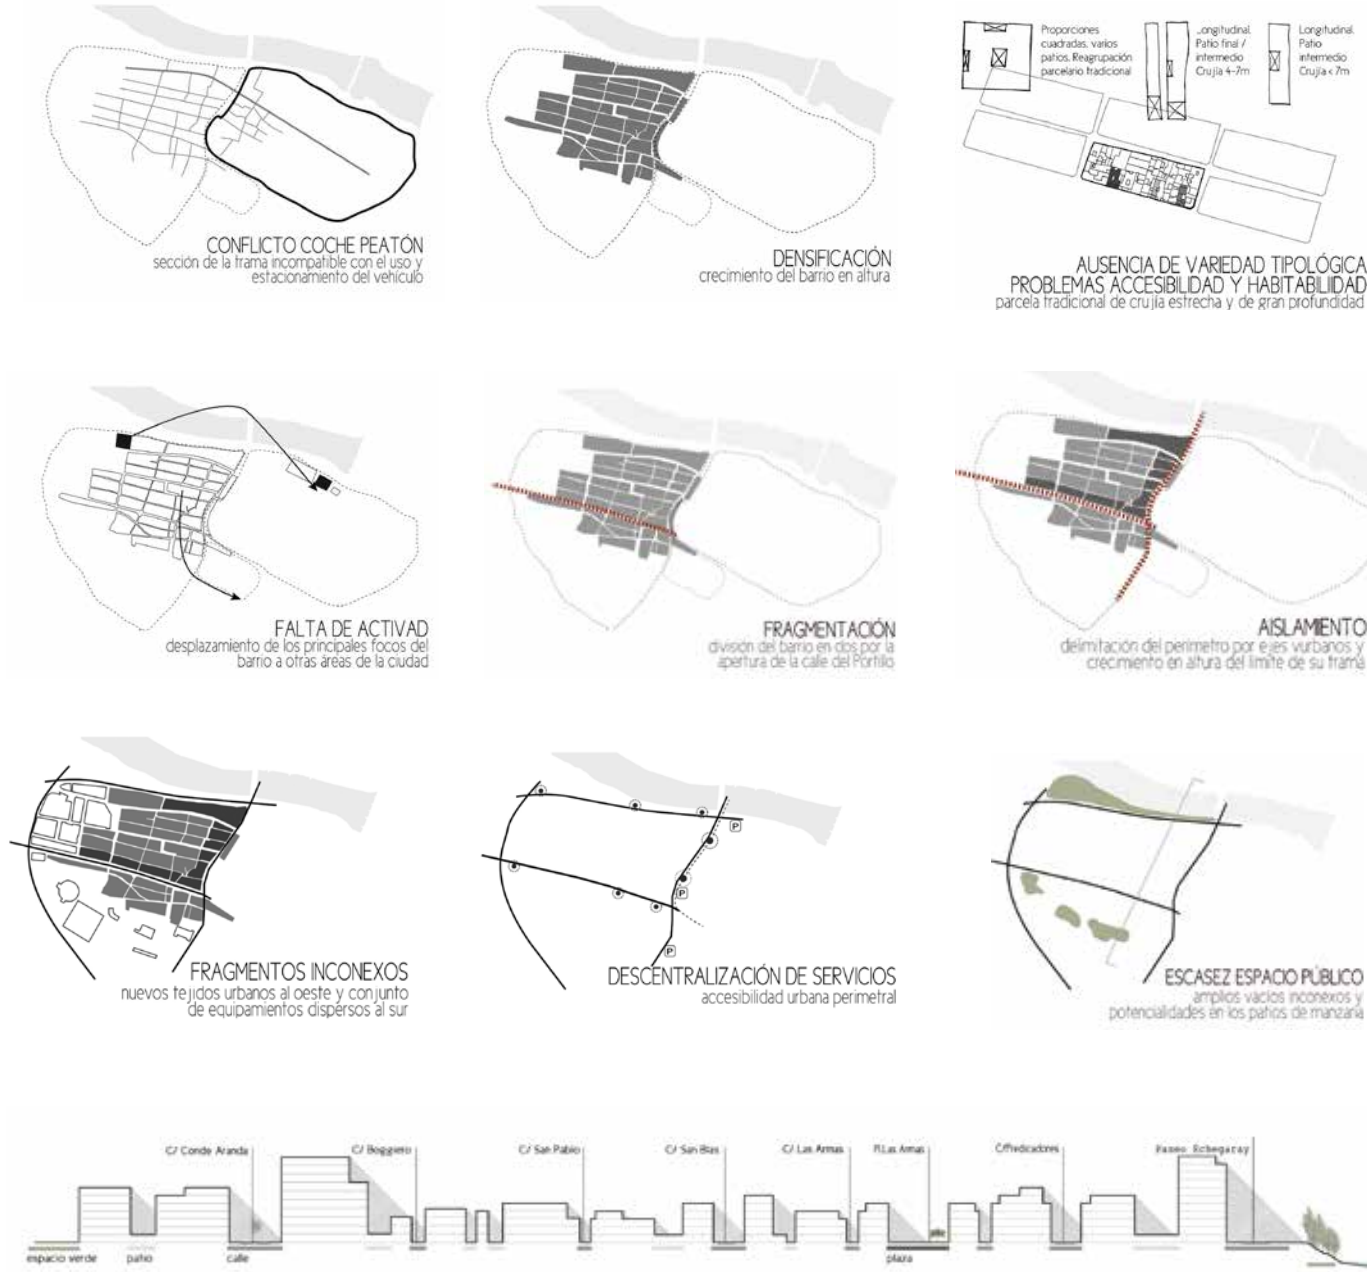 Proporciones
cuadradas, varios
patios. Reagrupación
parcelario tradicional
Longitudinal.
Patio final /
intermedio
Crujía 4-7m
Longitudinal.
Patio
intermedio
Crujía < 7m
CONFLICTO COCHE PEATÓN
sección de la trama incompatible con el uso y
estacionamiento del vehículo
DENSIFICACIÓN
crecimiento del barrio en altura
AUSENCIA DE VARIEDAD TIPOLÓGICA
PROBLEMAS ACCESIBILIDAD Y HABITABILIIDAD
parcela tradicional de crujía estrecha y de gran profundidad
FALTA DE ACTIVAD
desplazamiento de los principales focos del
barrio a otras áreas de la ciudad
FRAGMENTACIÓN
división del barrio en dos por la
apertura de la calle del Portillo
AISLAMIENTO
delimitación del perímetro por ejes vurbanos y
crecimiento en altura del límite de su trama
FRAGMENTOS INCONEXOS
nuevos tejidos urbanos al oeste y conjunto
de equipamientos dispersos al sur
P
P
P
DESCENTRALIZACIÓN DE SERVICIOS
accesibilidad urbana perimetral
ESCASEZ ESPACIO PÚBLICO
amplios vacíos inconexos y
potencialidades en los patios de manzana
C/ Conde Aranda
C/ Boggiero
C/ San Pablo
C/ San Blas
C/ Las Armas
Pl.Las Armas
C/Predicadores
Paseo Echegaray
espacio verde
patio
calle
plaza